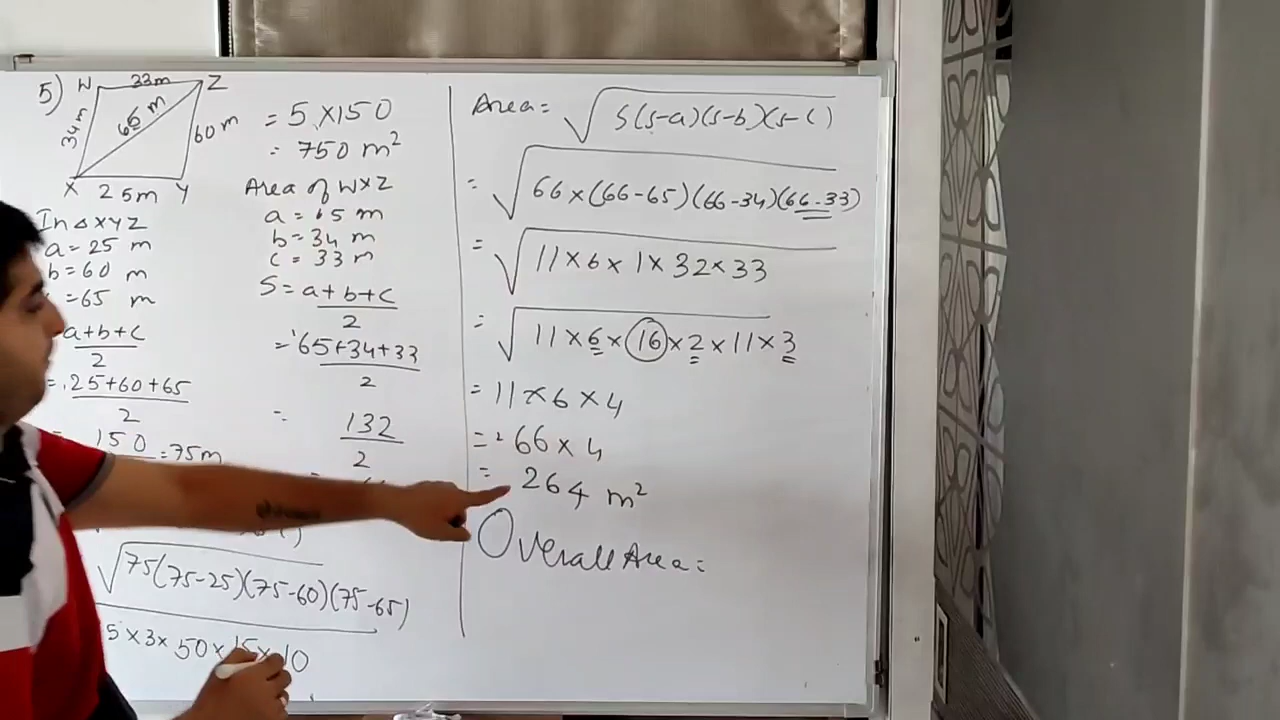 5) W 33m Z
34 m 65 m 60 m
X 25m Y
In △XYZ
a = 25 m
b = 60 m
= 65 m
a+b+c
2
= 25+60+65
2
150 = 75m
√75(75-25)(75-60)(75-65)
5×3×50×15×10
= 5×150
= 750 m²
Area of WXZ
a = 65 m
b = 34 m
c = 33 m
S = a+b+c
2
= 65+34+33
2
= 132
2
Area = √S(s-a)(s-b)(s-c)
= √66×(66-65)(66-34)(66-33)
= √11×6×1×32×33
= √11×6×16×2×11×3
= 11×6×4
= 66×4
= 264 m²
Overall Area=